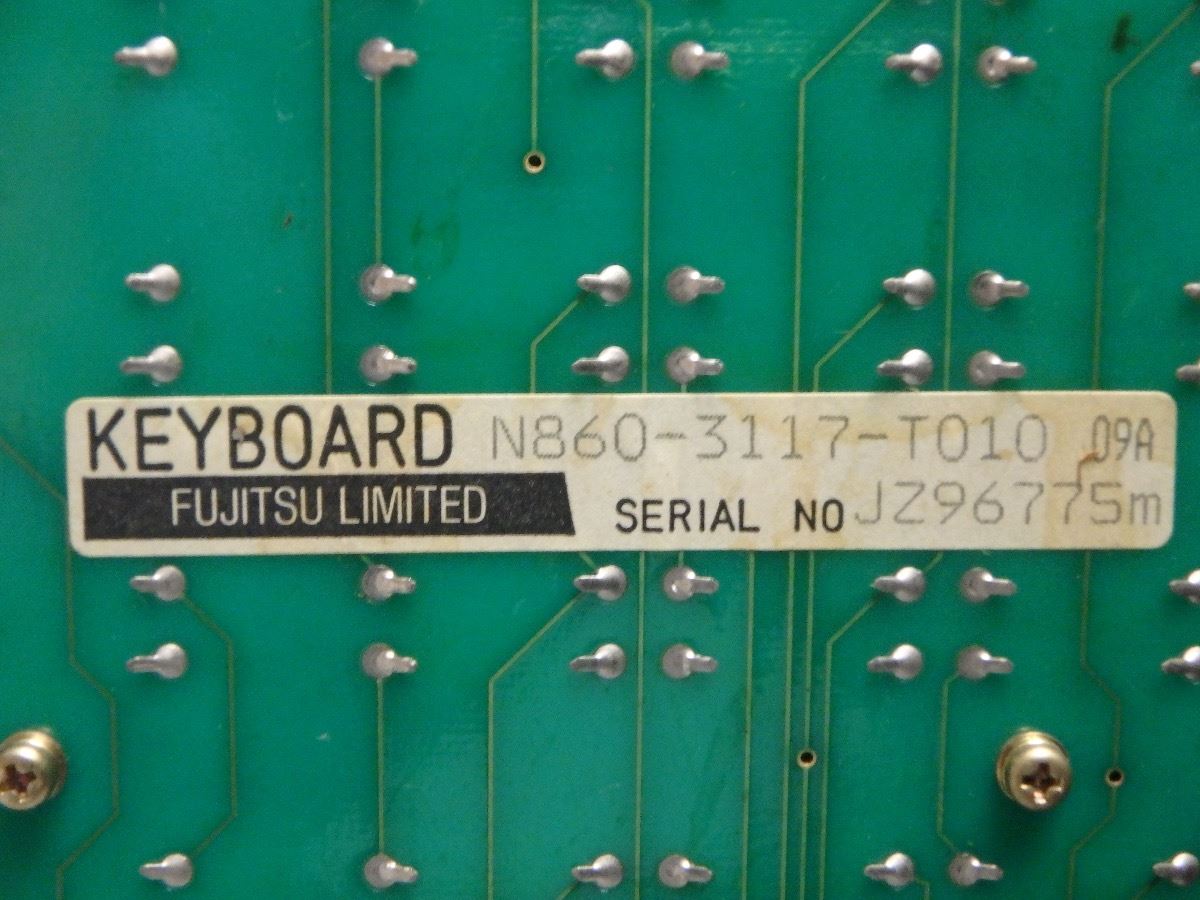 KEYBOARD N860-3117-T010 09A
FUJITSU LIMITED SERIAL NO JZ96775m